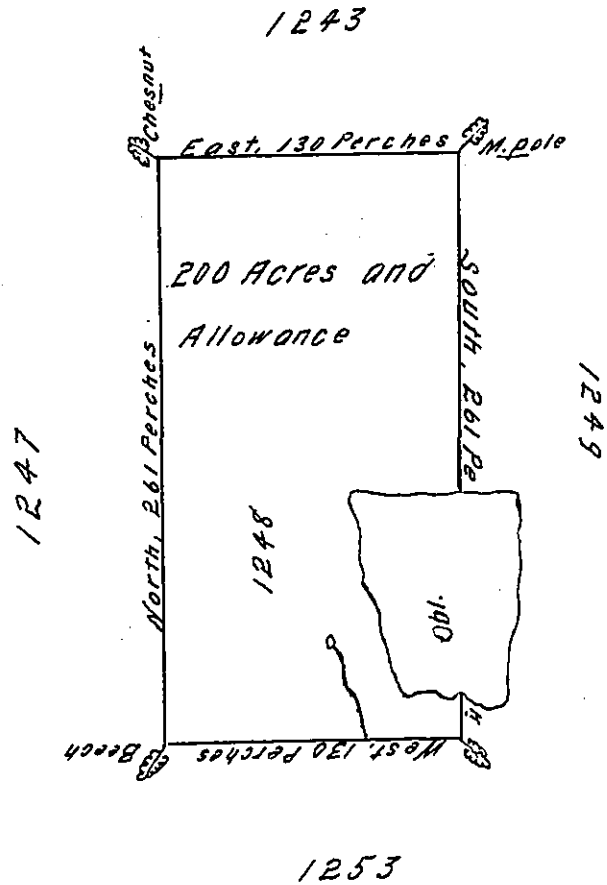 1243
Chesnut
East, 130 Perches
M.pole
200 Acres and
Allowance
South, 261 Pe
1249
1247
North, 261 Perches
1248
Obl.
Beech
West, 130 Perches
1253